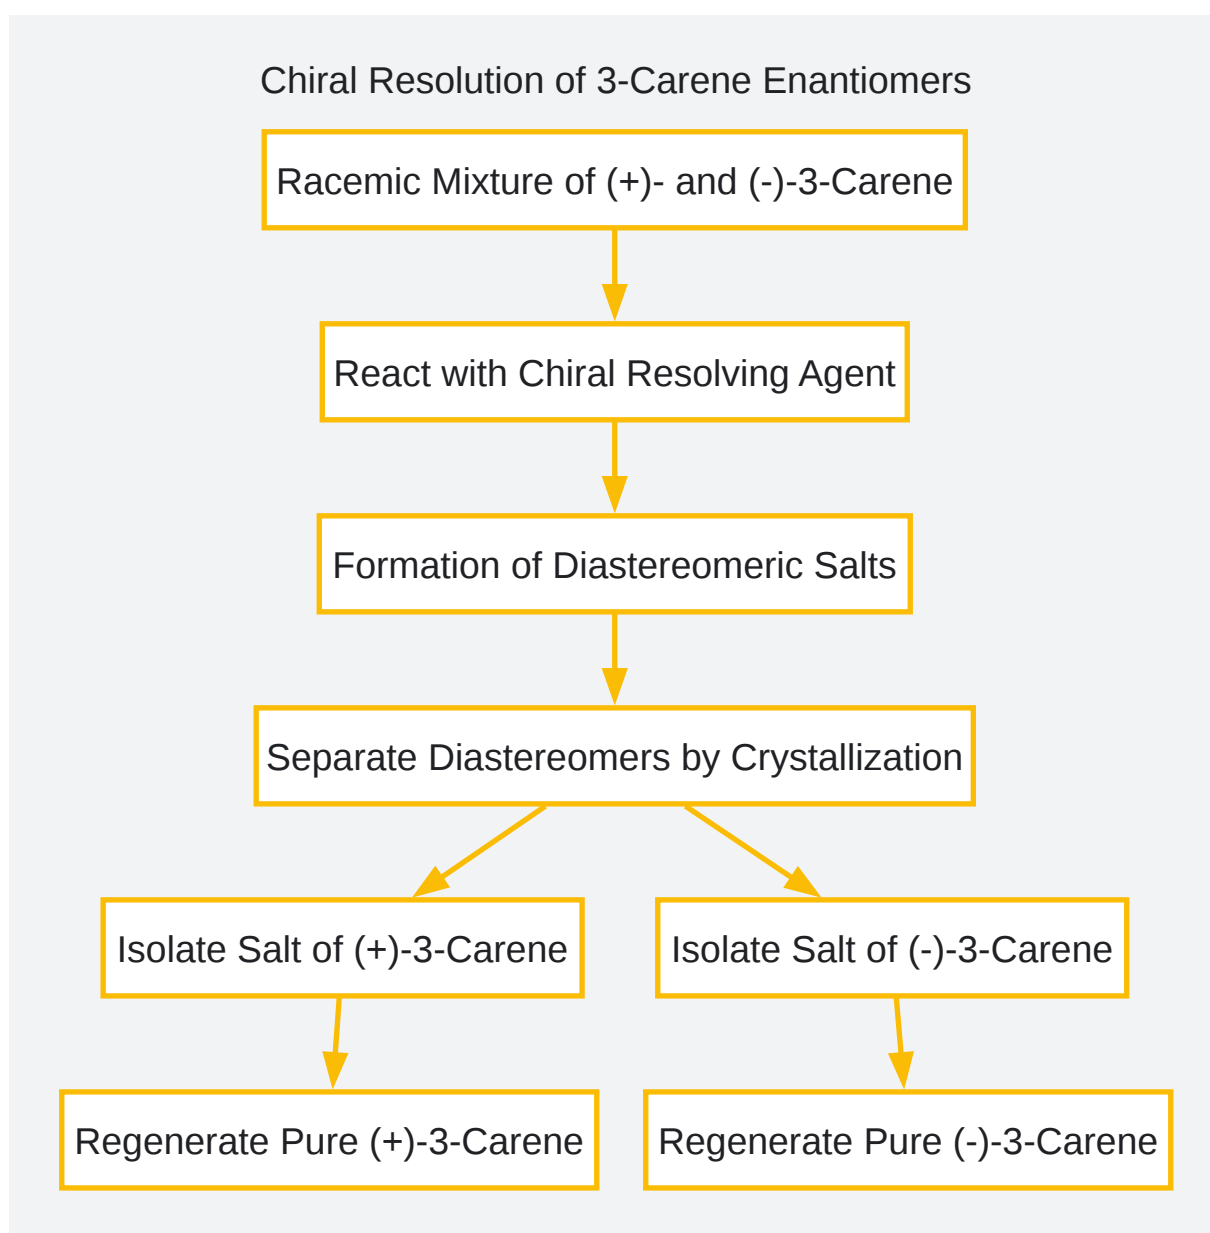 Chiral Resolution of 3-Carene Enantiomers
Racemic Mixture of (+)- and (-)-3-Carene
React with Chiral Resolving Agent
Formation of Diastereomeric Salts
Separate Diastereomers by Crystallization
Isolate Salt of (+)-3-Carene
Isolate Salt of (-)-3-Carene
Regenerate Pure (+)-3-Carene
Regenerate Pure (-)-3-Carene